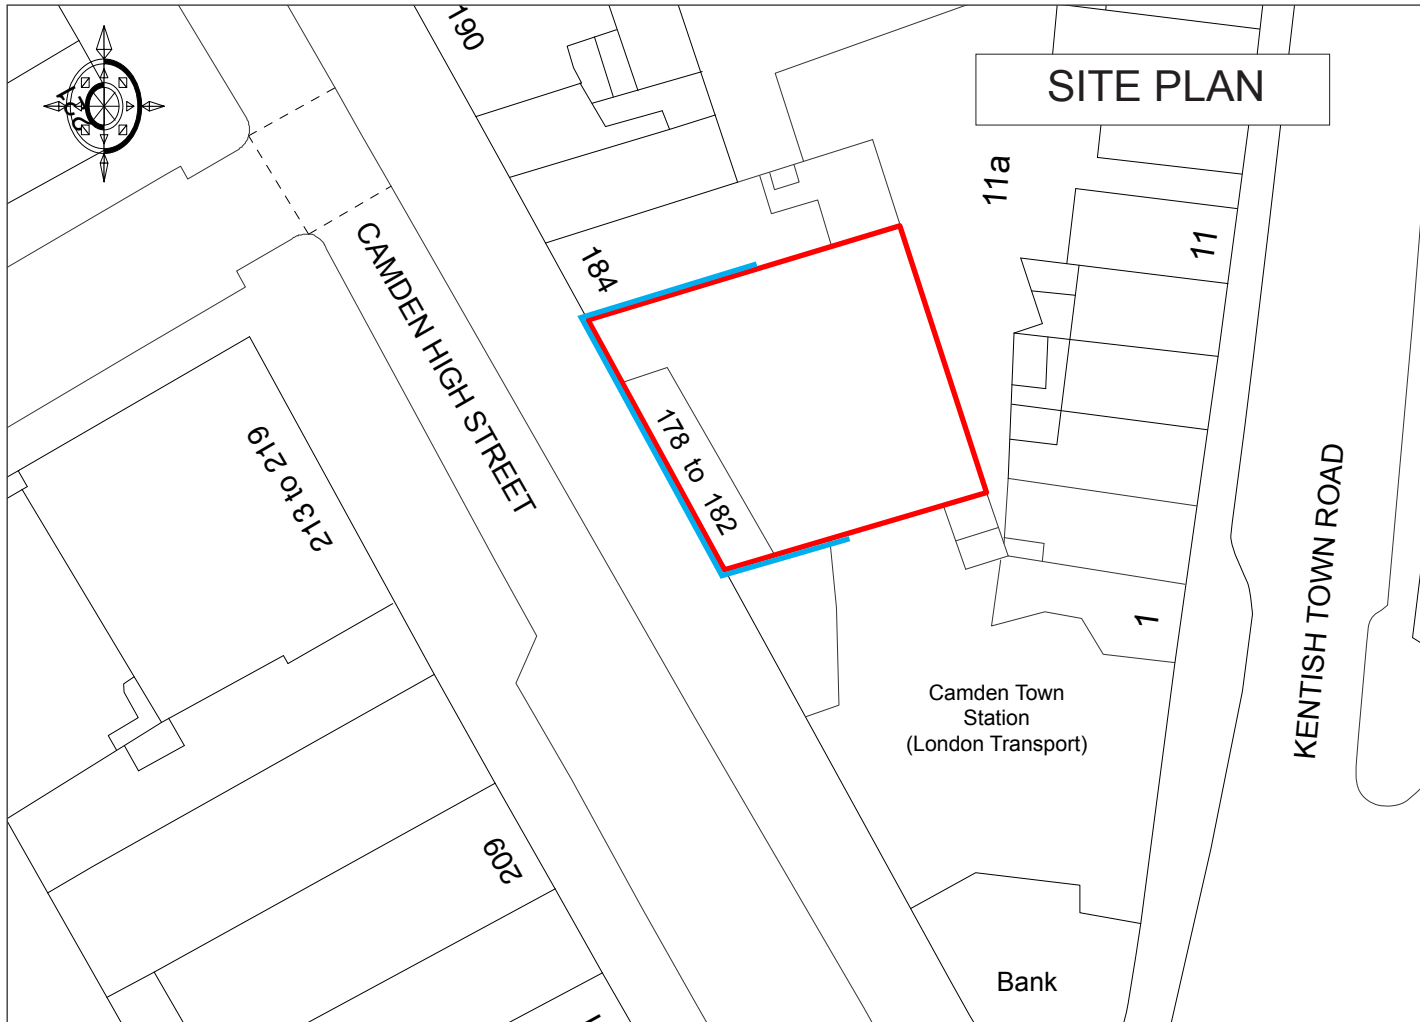 190
SITE PLAN
221
11a
11
184
CAMDEN HIGH STREET
178 to 182
213 to 219
KENTISH TOWN ROAD
1
Camden Town
Station
(London Transport)
209
Bank